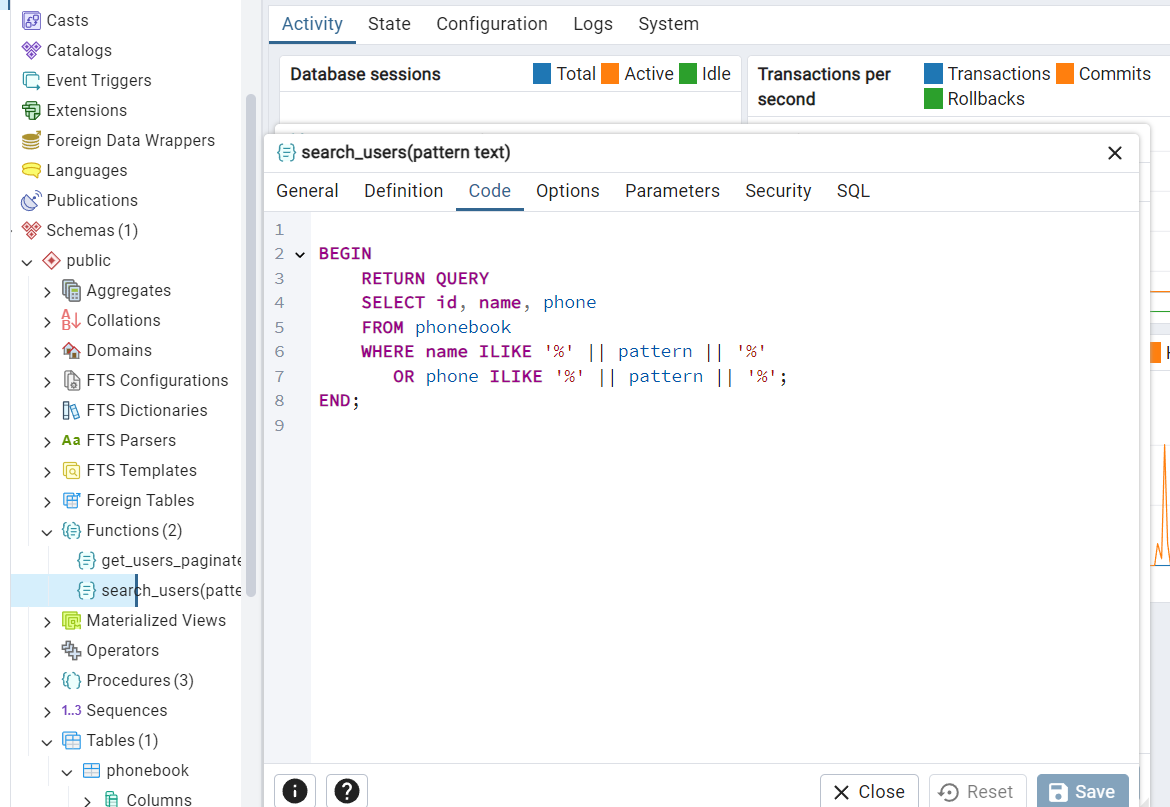 Casts
Catalogs
Event Triggers
Extensions
Foreign Data Wrappers
Languages
Publications
Schemas (1)
public
Aggregates
Collations
Domains
FTS Configurations
FTS Dictionaries
Aa FTS Parsers
FTS Templates
Foreign Tables
Functions (2)
get_users_paginate
search_users(patte
Materialized Views
Operators
Procedures (3)
1..3 Sequences
Tables (1)
phonebook
Columns
Activity State Configuration Logs System
Database sessions Total Active Idle
Transactions per second Transactions Commits Rollbacks
search_users(pattern text)
General Definition Code Options Parameters Security SQL
1
2 BEGIN
3 RETURN QUERY
4 SELECT id, name, phone
5 FROM phonebook
6 WHERE name ILIKE '%' || pattern || '%'
7 OR phone ILIKE '%' || pattern || '%';
8 END;
9
Close Reset Save